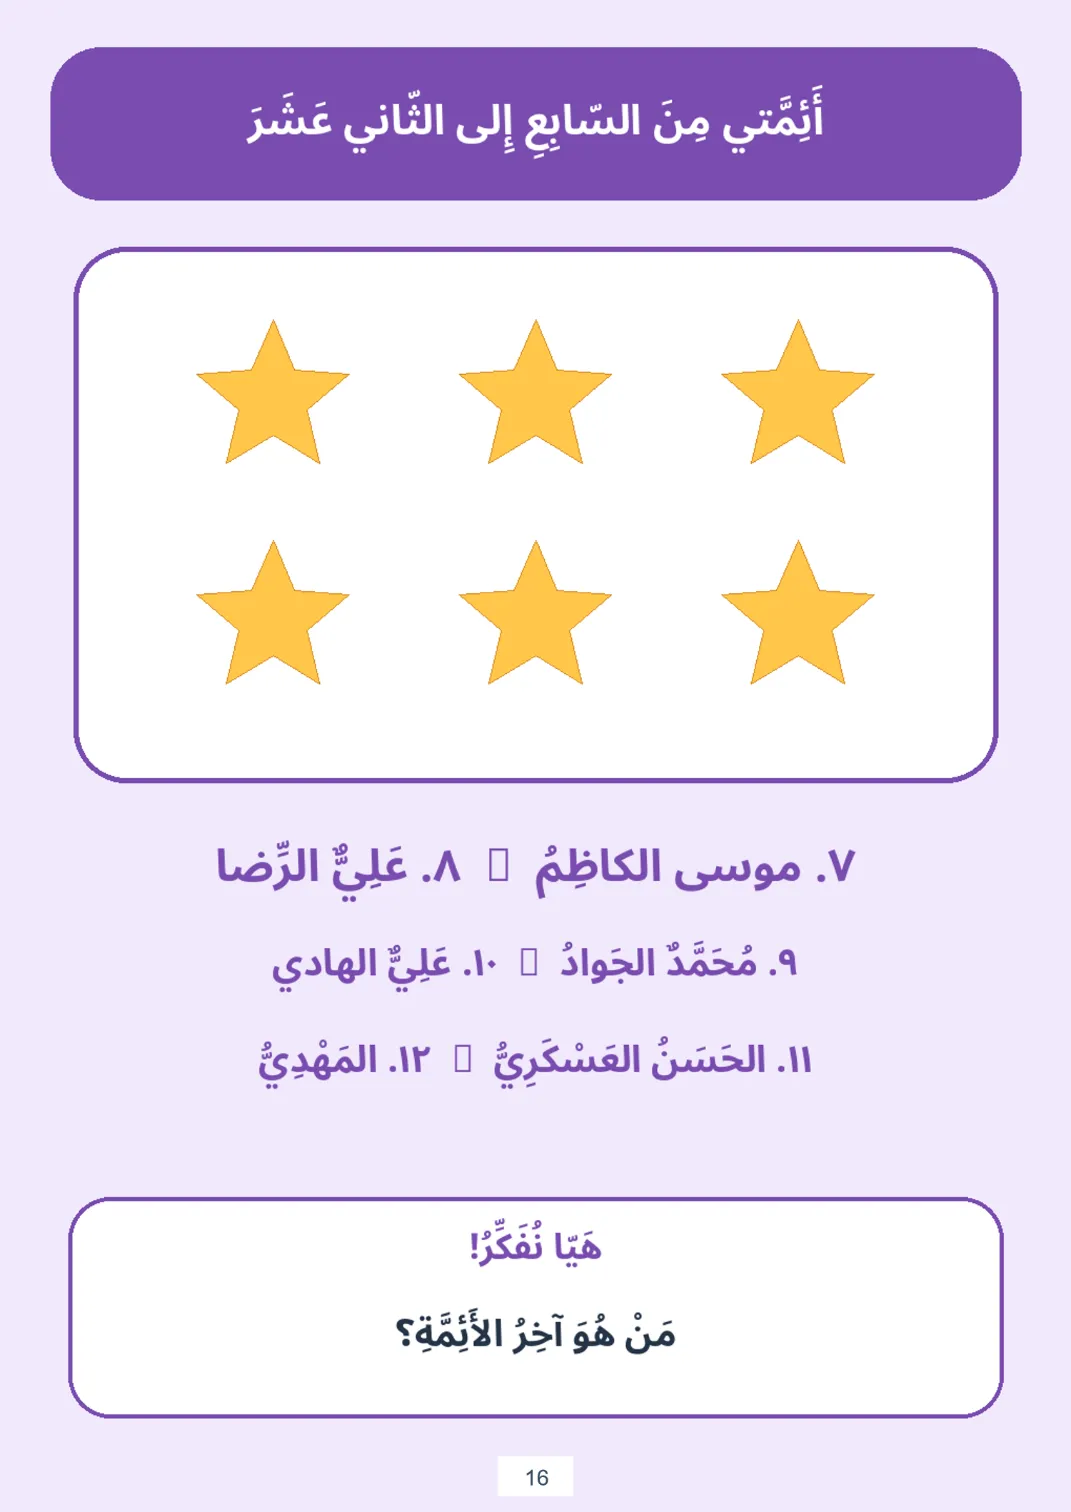 أَئِمَّتي مِنَ السّابِعِ إِلى الثّاني عَشَرَ
٧. موسى الكاظِمُ ▯ ٨. عَلِيٌّ الرِّضا
٩. مُحَمَّدٌ الجَوادُ ▯ ١٠. عَلِيٌّ الهادي
١١. الحَسَنُ العَسْكَرِيُّ ▯ ١٢. المَهْدِيُّ
هَيّا نُفَكِّرُ!
مَنْ هُوَ آخِرُ الأَئِمَّةِ؟
16